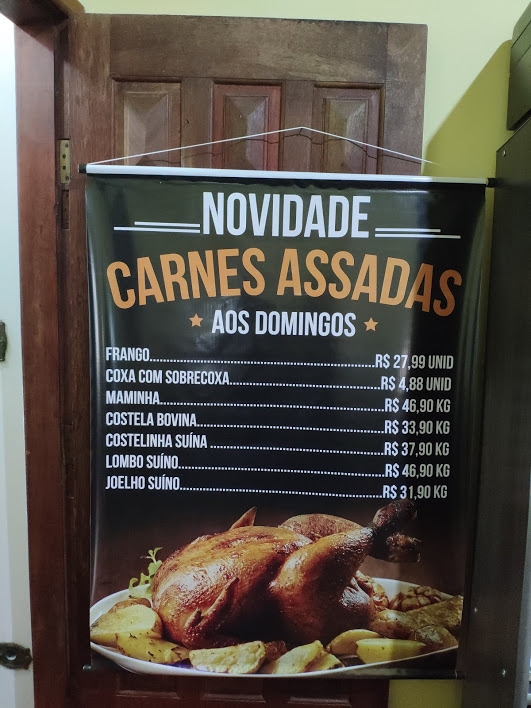 NOVIDADE
CARNES ASSADAS
★ AOS DOMINGOS ★
FRANGO........................................................R$ 27,99 UNID
COXA COM SOBRECOXA......................................R$ 4,88 UNID
MAMINHA........................................................R$ 46,90 KG
COSTELA BOVINA...............................................R$ 33,90 KG
COSTELINHA SUÍNA ............................................R$ 37,90 KG
LOMBO SUÍNO...................................................R$ 46,90 KG
JOELHO SUÍNO...................................................R$ 31,90 KG